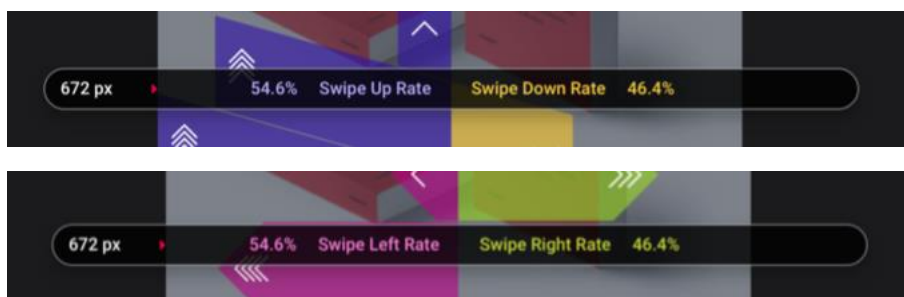 672 px 54.6% Swipe Up Rate Swipe Down Rate 46.4%
672 px 54.6% Swipe Left Rate Swipe Right Rate 46.4%